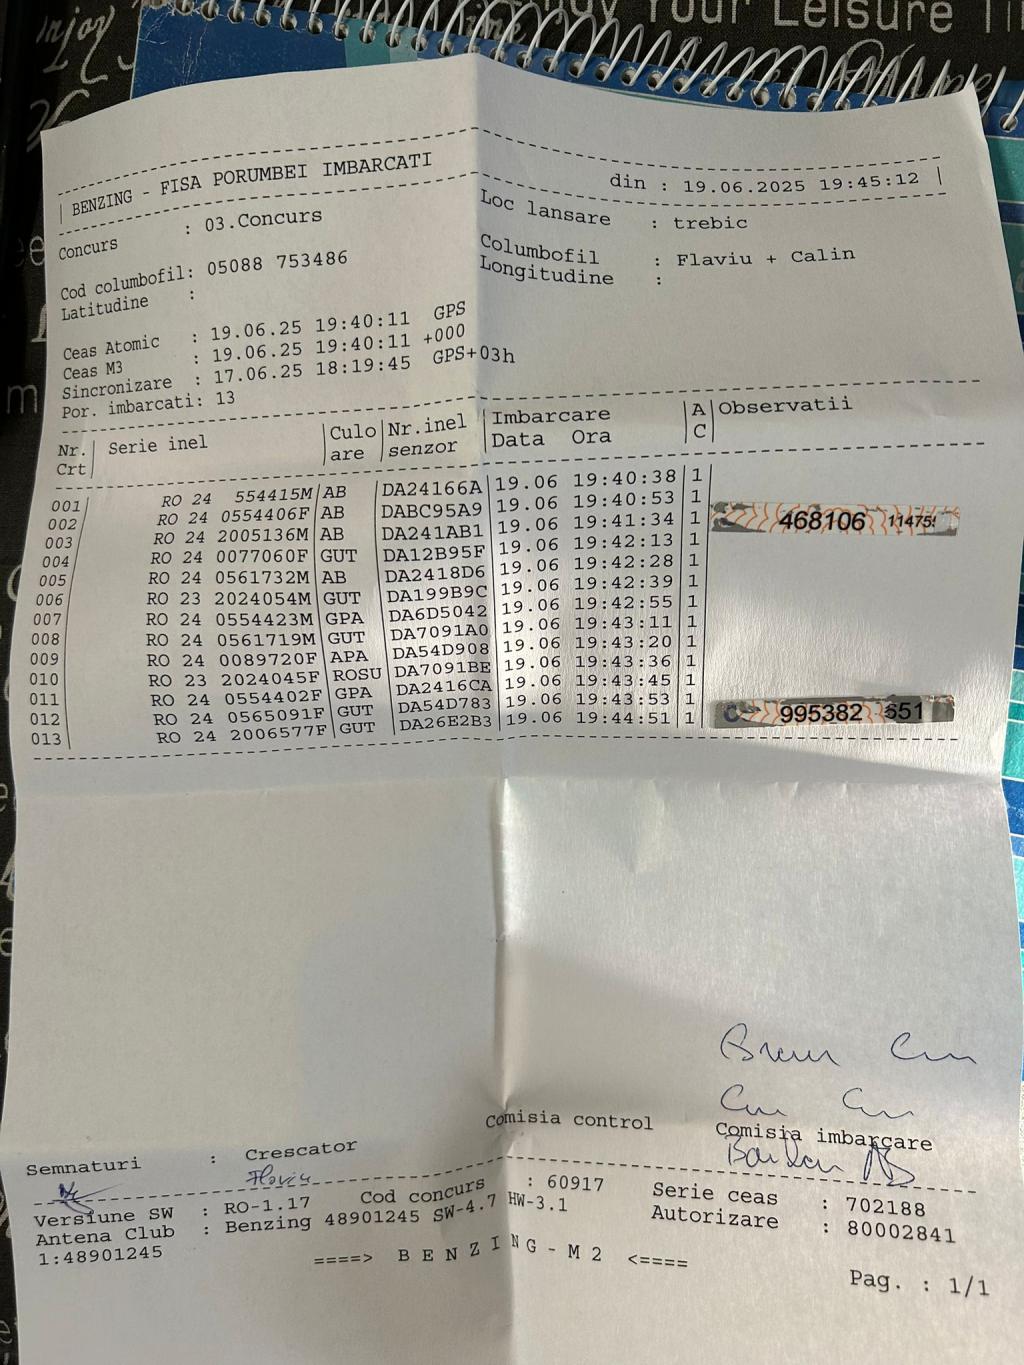 Enjoy Your Leisure Ti
BENZING - FISA PORUMBEI IMBARCATI din : 19.06.2025 19:45:12
Concurs : 03.Concurs Loc lansare : trebic
Cod columbofil: 05088 753486 Columbofil : Flaviu + Calin
Latitudine : Longitudine :
Ceas Atomic : 19.06.25 19:40:11 GPS
Ceas M3 : 19.06.25 19:40:11 +000
Sincronizare : 17.06.25 18:19:45 GPS+03h
Por. imbarcati: 13
Nr. Crt Serie inel Culo are Nr.inel senzor Imbarcare Data Ora A C Observatii
001 RO 24 554415M AB DA24166A 19.06 19:40:38 1
002 RO 24 0554406F AB DABC95A9 19.06 19:40:53 1
003 RO 24 2005136M AB DA241AB1 19.06 19:41:34 1
004 RO 24 0077060F GUT DA12B95F 19.06 19:42:13 1
005 RO 24 0561732M AB DA2418D6 19.06 19:42:28 1
006 RO 23 2024054M GUT DA199B9C 19.06 19:42:39 1
007 RO 24 0554423M GPA DA6D5042 19.06 19:42:55 1
008 RO 24 0561719M GUT DA7091A0 19.06 19:43:11 1
009 RO 24 0089720F APA DA54D908 19.06 19:43:20 1
010 RO 23 2024045F ROSU DA7091BE 19.06 19:43:36 1
011 RO 24 0554402F GPA DA2416CA 19.06 19:43:45 1
012 RO 24 0565091F GUT DA54D783 19.06 19:43:53 1
013 RO 24 2006577F GUT DA26E2B3 19.06 19:44:51 1
468106
995382 651
Semnaturi : Crescator Comisia control Comisia imbarcare
Flaviu
Versiune SW : RO-1.17 Cod concurs : 60917 Serie ceas : 702188
Antena Club : Benzing 48901245 SW-4.7 HW-3.1 Autorizare : 80002841
1:48901245
====> B E N Z I N G - M 2 <====
Pag. : 1/1